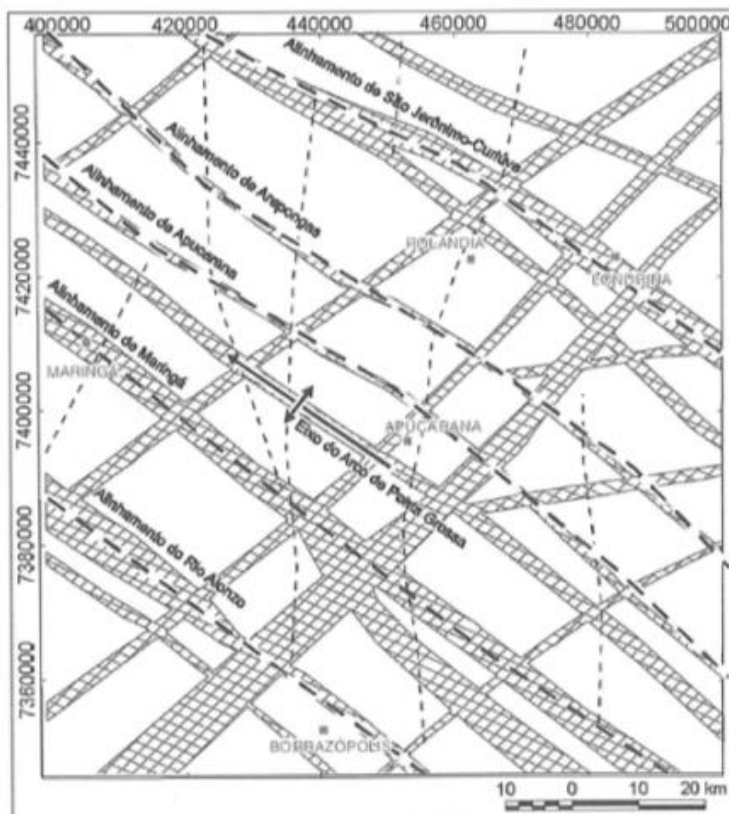 400000 420000 440000 460000 480000 500000
7440000
7420000
7400000
7380000
7360000
Alinhamento de São Jerônimo-Curiúva
Alinhamento de Arapongas
Alinhamento de Apucarana
ROLANDIA
LONDRINA
Alinhamento de Maringá
MARINGÁ
APUCARANA
Eixo do Arco de Ponta Grossa
Alinhamento do Rio Alonzo
BORRAZÓPOLIS
10 0 10 20 km